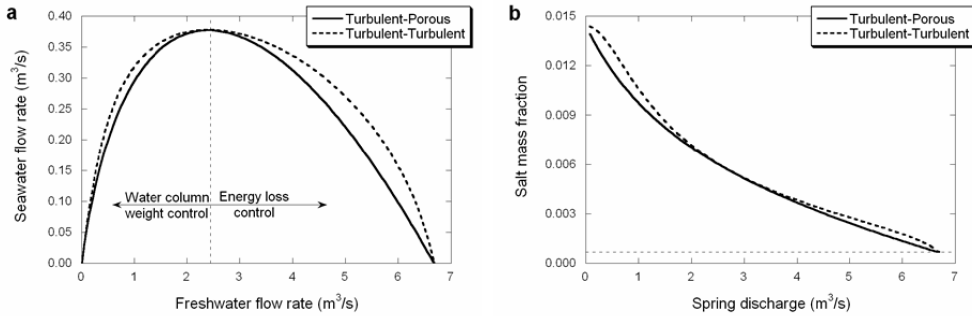 a
Seawater flow rate (m³/s)
0.40
0.35
0.30
0.25
0.20
0.15
0.10
0.05
0.00
Turbulent-Porous
Turbulent-Turbulent
Water column
weight control
Energy loss
control
0 1 2 3 4 5 6 7
Freshwater flow rate (m³/s)
b
Salt mass fraction
0.015
0.012
0.009
0.006
0.003
0.000
Turbulent-Porous
Turbulent-Turbulent
0 1 2 3 4 5 6 7
Spring discharge (m³/s)